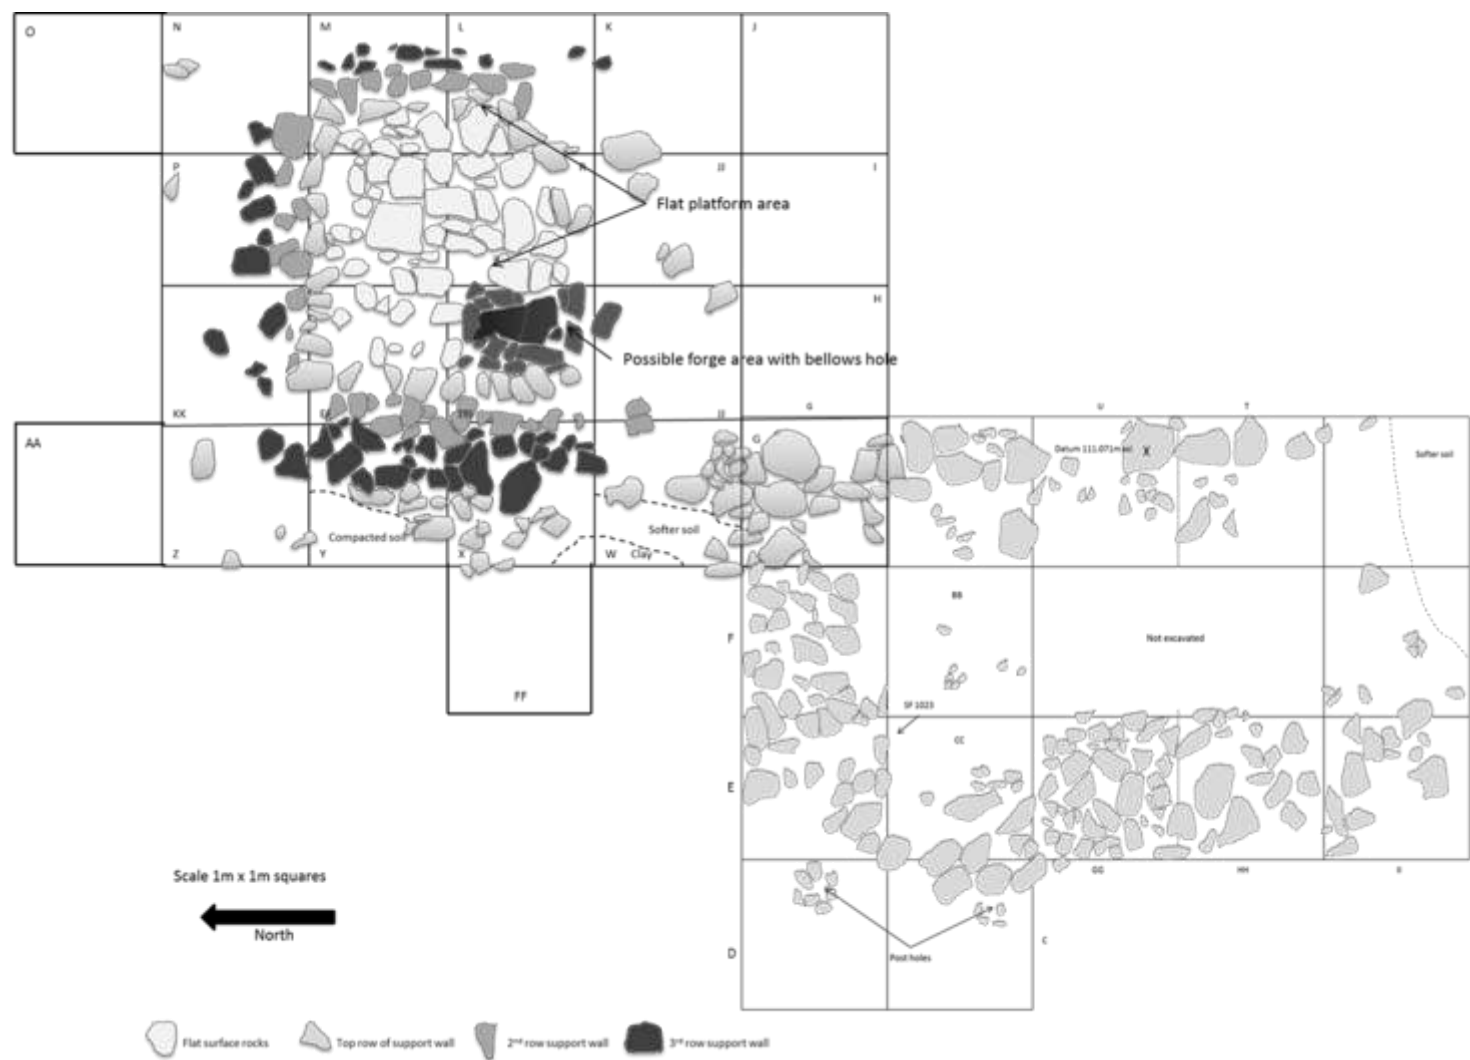 O
N
M
L
K
J
P
R
JJ
I
Flat platform area
H
Possible forge area with bellows hole
KK
G
U
T
AA
G
Datum 111.071m
X
Softer soil
Compacted soil
Softer soil
Z
Y
X
W
Clay
BB
F
Not excavated
FF
SF 1023
CC
E
GG
HH
II
Scale 1m x 1m squares
North
D
C
Post holes
Flat surface rocks
Top row of support wall
2nd row support wall
3rd row support wall